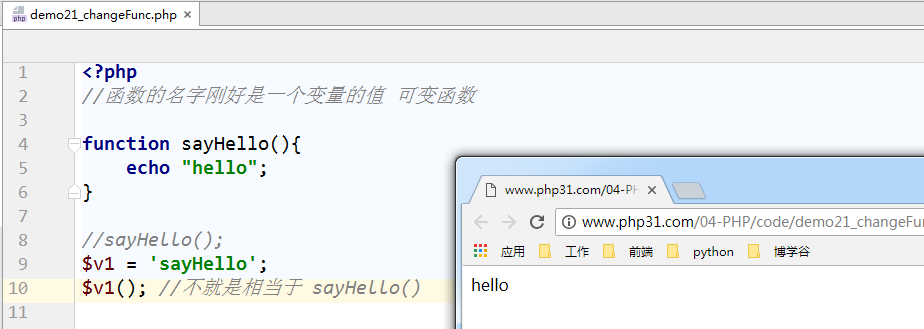 demo21_changeFunc.php
1 <?php
2 //函数的名字刚好是一个变量的值 可变函数
3
4 function sayHello(){
5 echo "hello";
6 }
7
8 //sayHello();
9 $v1 = 'sayHello';
10 $v1(); //不就是相当于 sayHello()
11
www.php31.com/04-PH
www.php31.com/04-PHP/code/demo21_changeFu
应用 工作 前端 python 博学谷
hello